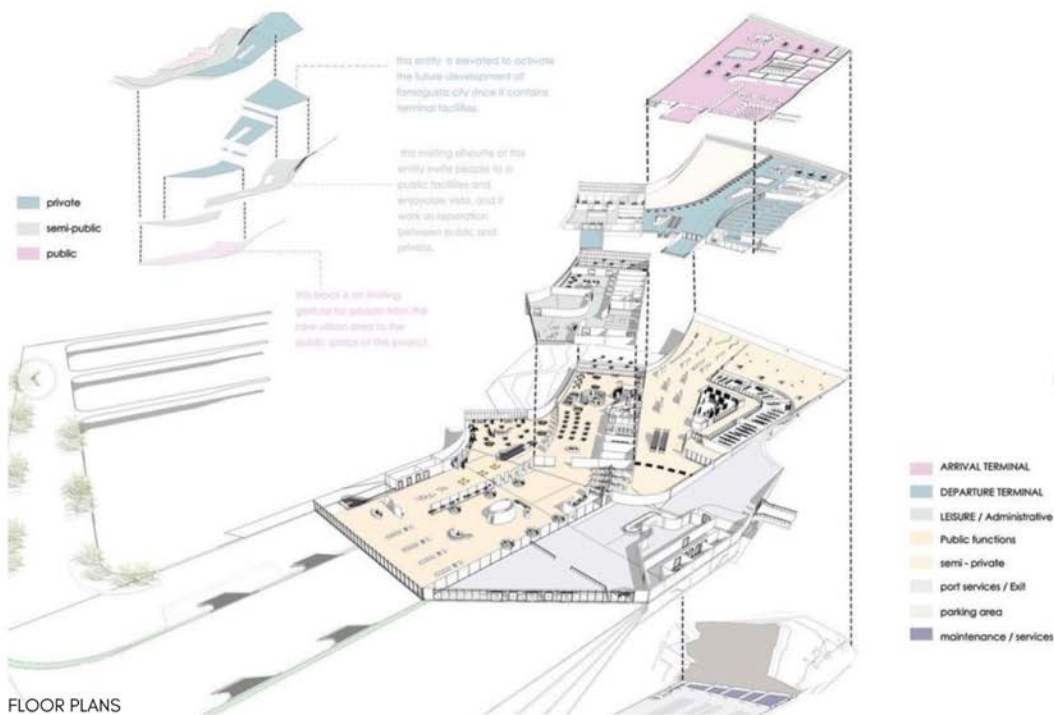 this entity is elevated to activate
the future development of
famagusta city since it contains
terminal facilities.
this inviting silhouette of this
entity invite people to is
public facilities and
enjoyable vista, and it
work as separation
between public and
private.
private
semi-public
public
this block is an inviting
gesture for people from the
urban area to the
public space of the project.
ARRIVAL TERMINAL
DEPARTURE TERMINAL
LEISURE / Administrative
Public functions
semi - private
port services / Exit
parking area
maintenance / services
FLOOR PLANS